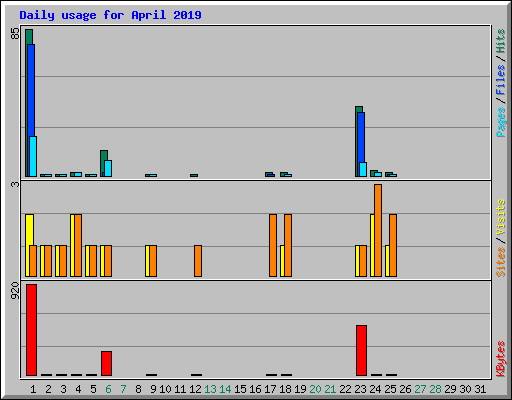 Daily usage for April 2019
85
Pages/Files/Hits
3
Sites/Visits
920
KBytes
1 2 3 4 5 6 7 8 9 10 11 12 13 14 15 16 17 18 19 20 21 22 23 24 25 26 27 28 29 30 31